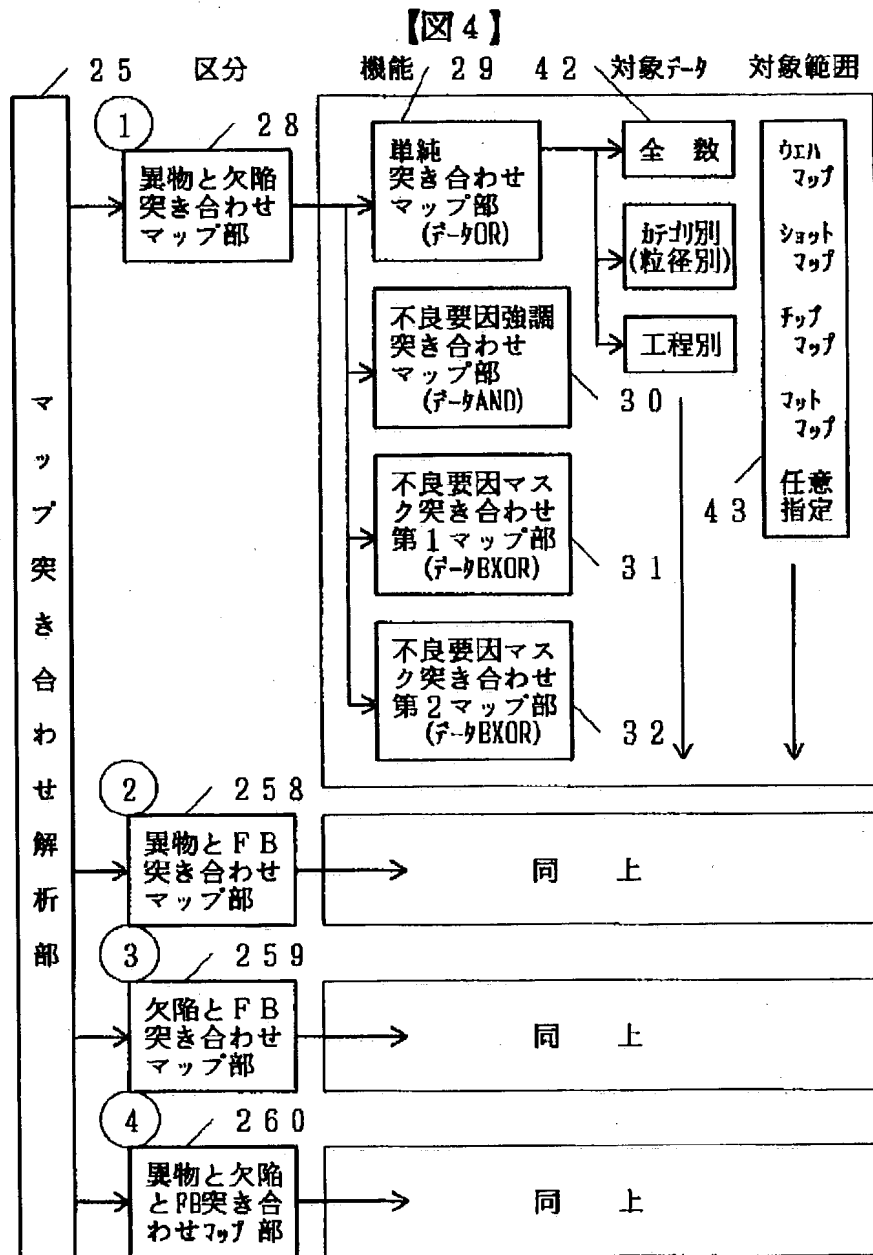 【図4】
25 区分 機能 29 42 対象ﾃﾞｰﾀ 対象範囲
① 28
異物と欠陥
突き合わせ
マップ部
単純
突き合わせ
マップ部
(ﾃﾞｰﾀOR)
全数
ｶﾃｺﾞﾘ別
(粒径別)
工程別
ｳｴﾊ
ﾏｯﾌﾟ
ｼｮｯﾄ
ﾏｯﾌﾟ
ﾁｯﾌﾟ
ﾏｯﾌﾟ
ﾏｯﾄ
ﾏｯﾌﾟ
任意
指定
43
不良要因強調
突き合わせ
マップ部
(ﾃﾞｰﾀAND)
30
不良要因マス
ク突き合わせ
第1マップ部
(ﾃﾞｰﾀEXOR)
31
不良要因マス
ク突き合わせ
第2マップ部
(ﾃﾞｰﾀEXOR)
32
マップ突き合わせ解析部
② 258
異物とFB
突き合わせ
マップ部
同上
③ 259
欠陥とFB
突き合わせ
マップ部
同上
④ 260
異物と欠陥
とFB突き合
わせﾏｯﾌﾟ部
同上